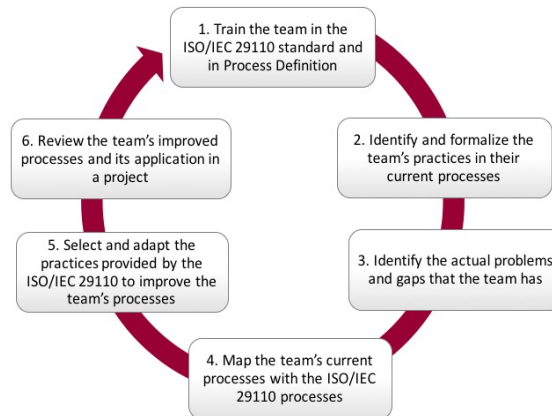 1. Train the team in the
ISO/IEC 29110 standard and
in Process Definition
2. Identify and formalize the
team's practices in their
current processes
3. Identify the actual problems
and gaps that the team has
4. Map the team's current
processes with the ISO/IEC
29110 processes
5. Select and adapt the
practices provided by the
ISO/IEC 29110 to improve the
team's processes
6. Review the team's improved
processes and its application in
a project